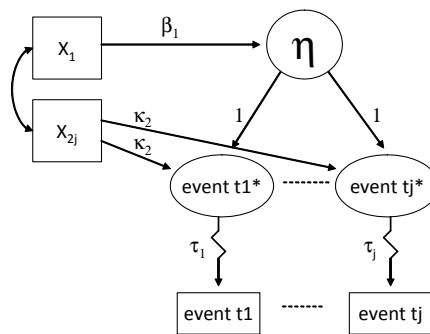 X1
β1
η
X2j
κ2
κ2
1
1
event t1*
event tj*
τ1
τj
event t1
event tj